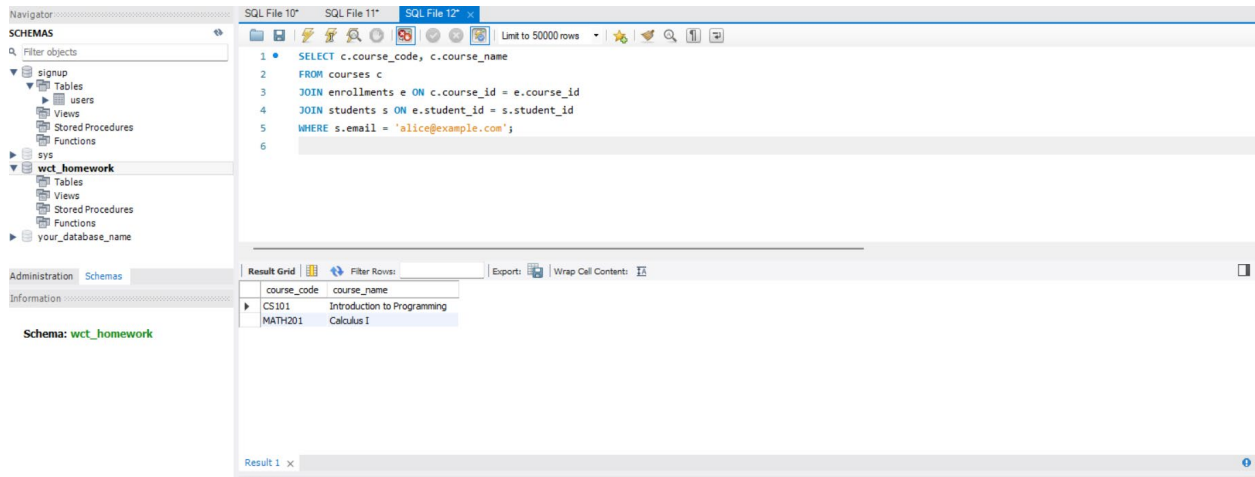 Navigator
SCHEMAS
Filter objects
signup
Tables
users
Views
Stored Procedures
Functions
sys
wct_homework
Tables
Views
Stored Procedures
Functions
your_database_name
Administration Schemas
Information
Schema: wct_homework
SQL File 10* SQL File 11* SQL File 12*
Limit to 50000 rows
1 SELECT c.course_code, c.course_name
2 FROM courses c
3 JOIN enrollments e ON c.course_id = e.course_id
4 JOIN students s ON e.student_id = s.student_id
5 WHERE s.email = 'alice@example.com';
6
Result Grid Filter Rows: Export: Wrap Cell Content:
course_code course_name
CS101 Introduction to Programming
MATH201 Calculus I
Result 1